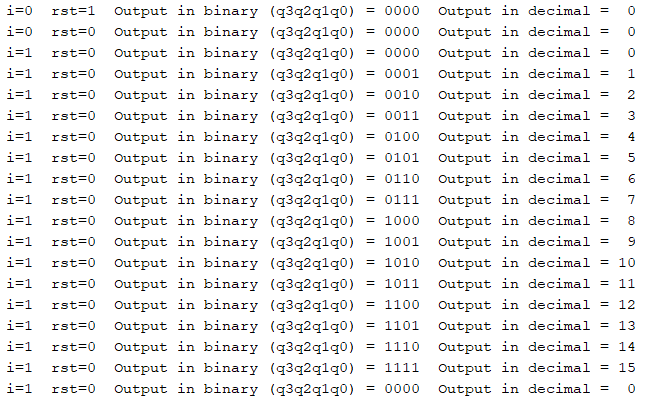 i=0  rst=1  Output in binary (q3q2q1q0) = 0000  Output in decimal =  0
i=0  rst=0  Output in binary (q3q2q1q0) = 0000  Output in decimal =  0
i=1  rst=0  Output in binary (q3q2q1q0) = 0000  Output in decimal =  0
i=1  rst=0  Output in binary (q3q2q1q0) = 0001  Output in decimal =  1
i=1  rst=0  Output in binary (q3q2q1q0) = 0010  Output in decimal =  2
i=1  rst=0  Output in binary (q3q2q1q0) = 0011  Output in decimal =  3
i=1  rst=0  Output in binary (q3q2q1q0) = 0100  Output in decimal =  4
i=1  rst=0  Output in binary (q3q2q1q0) = 0101  Output in decimal =  5
i=1  rst=0  Output in binary (q3q2q1q0) = 0110  Output in decimal =  6
i=1  rst=0  Output in binary (q3q2q1q0) = 0111  Output in decimal =  7
i=1  rst=0  Output in binary (q3q2q1q0) = 1000  Output in decimal =  8
i=1  rst=0  Output in binary (q3q2q1q0) = 1001  Output in decimal =  9
i=1  rst=0  Output in binary (q3q2q1q0) = 1010  Output in decimal = 10
i=1  rst=0  Output in binary (q3q2q1q0) = 1011  Output in decimal = 11
i=1  rst=0  Output in binary (q3q2q1q0) = 1100  Output in decimal = 12
i=1  rst=0  Output in binary (q3q2q1q0) = 1101  Output in decimal = 13
i=1  rst=0  Output in binary (q3q2q1q0) = 1110  Output in decimal = 14
i=1  rst=0  Output in binary (q3q2q1q0) = 1111  Output in decimal = 15
i=1  rst=0  Output in binary (q3q2q1q0) = 0000  Output in decimal =  0